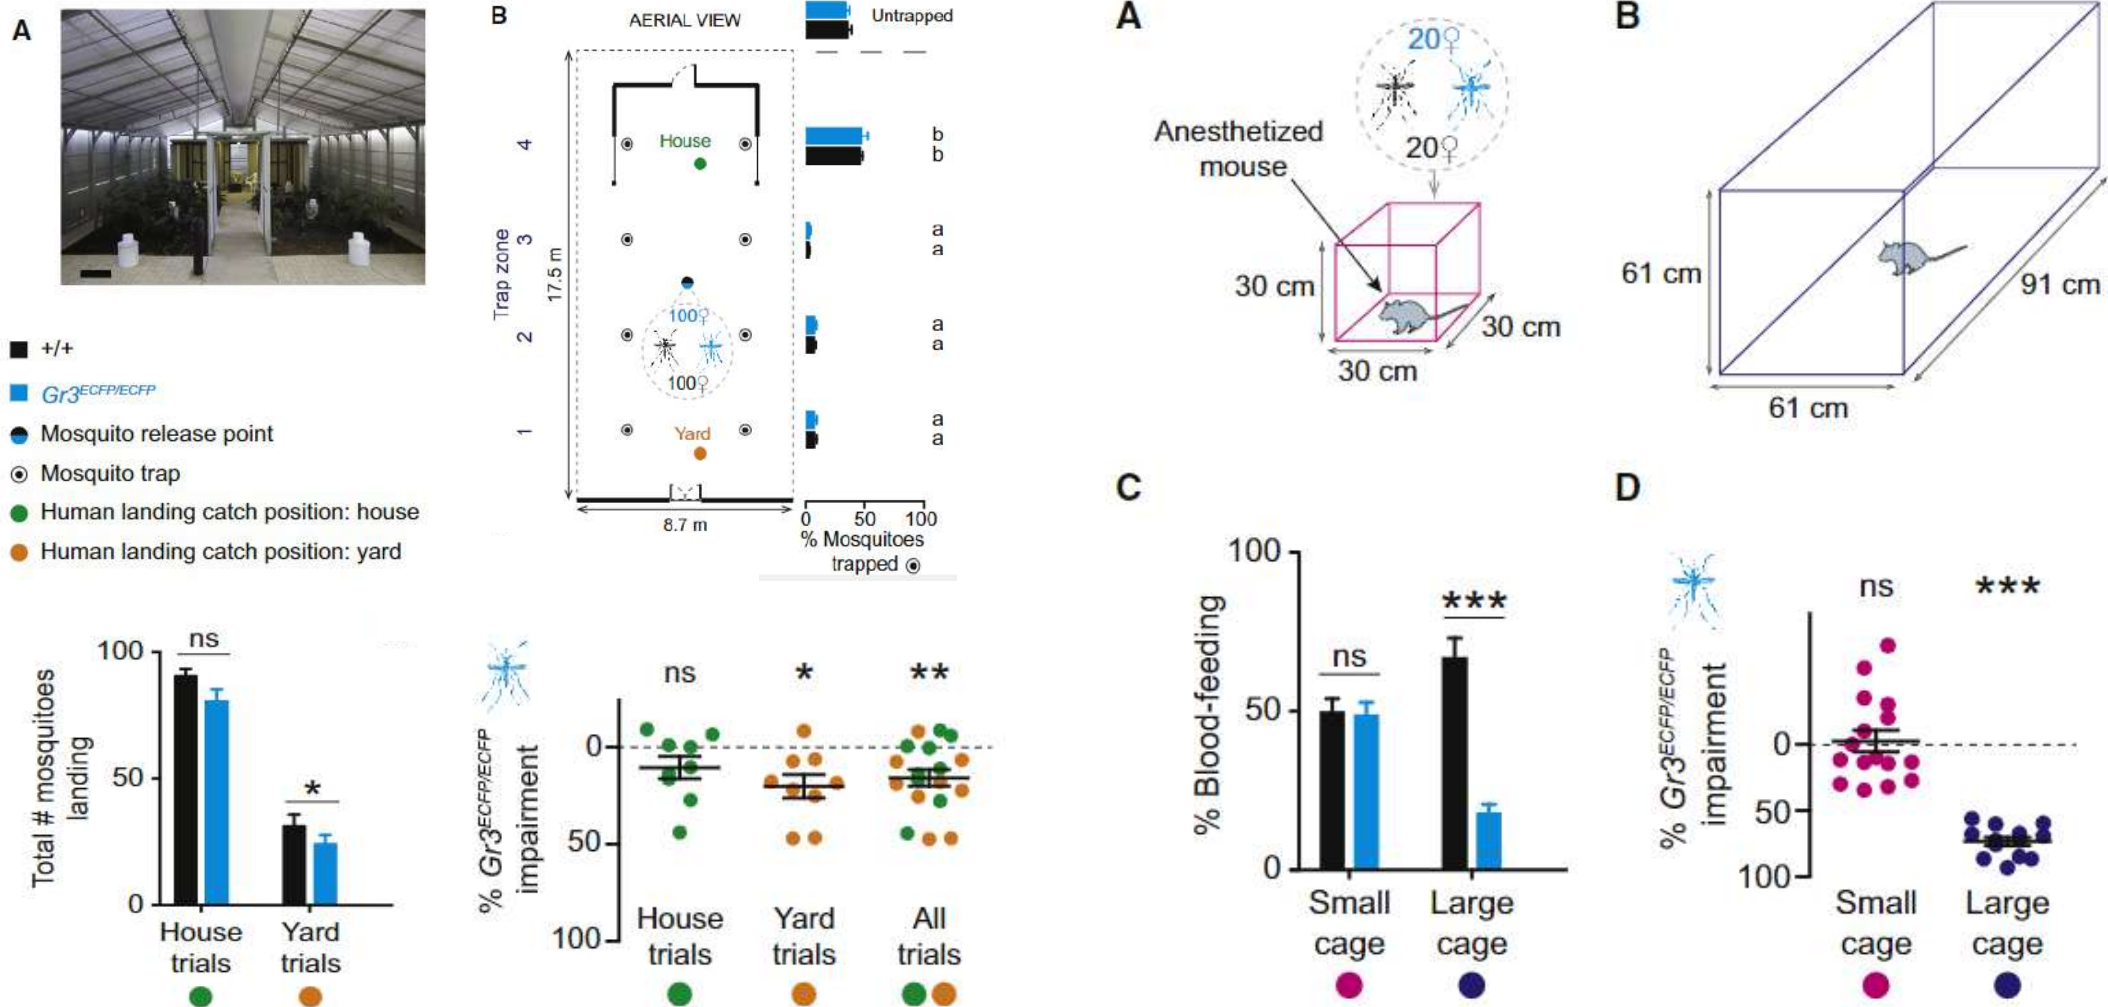 A
B
AERIAL VIEW
Untrapped
House
Trap zone
4
3
2
1
17.5 m
100♀
100♀
Yard
8.7 m
b
b
a
a
a
a
a
a
0 50 100
% Mosquitoes
trapped
+/+
Gr3ECFP/ECFP
Mosquito release point
Mosquito trap
Human landing catch position: house
Human landing catch position: yard
Total # mosquitoes
landing
100
50
0
ns
*
House
trials
Yard
trials
% Gr3ECFP/ECFP
impairment
0
50
100
ns
*
**
House
trials
Yard
trials
All
trials
A
20♀
20♀
Anesthetized
mouse
30 cm
30 cm
30 cm
B
61 cm
91 cm
61 cm
C
% Blood-feeding
100
50
0
ns
***
Small
cage
Large
cage
D
% Gr3ECFP/ECFP
impairment
ns
***
0
50
100
Small
cage
Large
cage